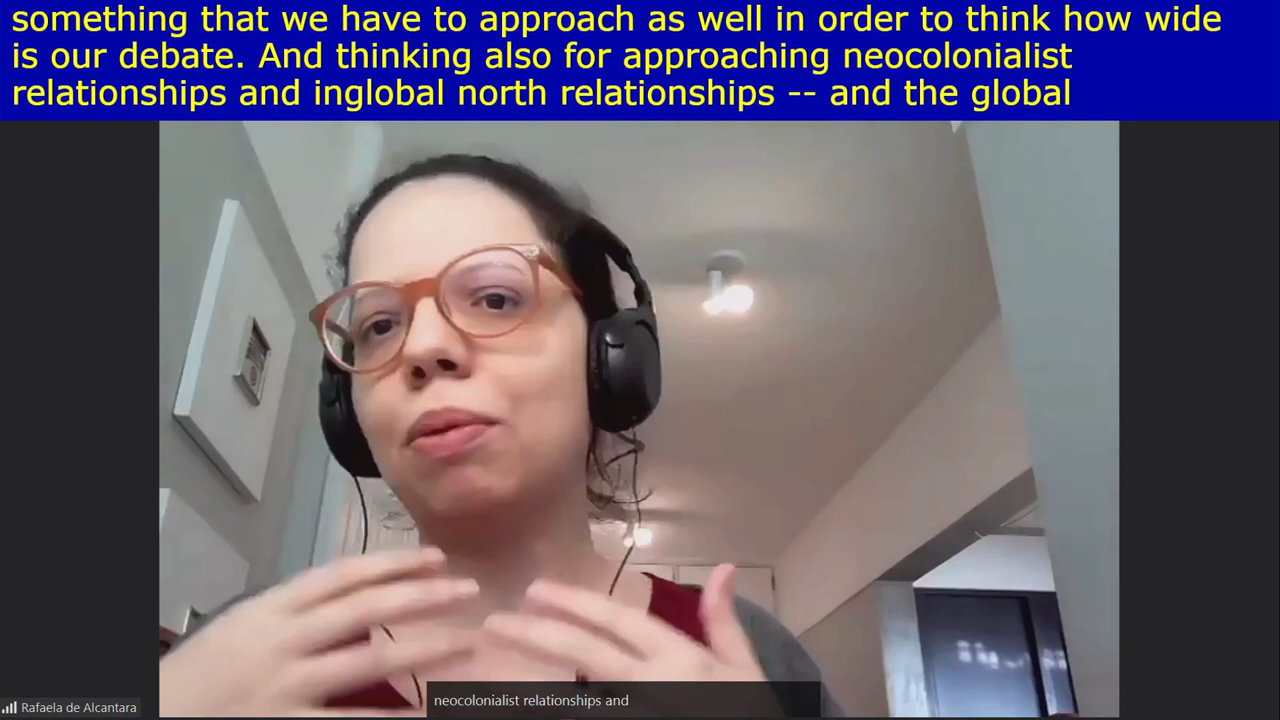 something that we have to approach as well in order to think how wide
is our debate. And thinking also for approaching neocolonialist
relationships and inglobal north relationships -- and the global
neocolonialist relationships and
Rafaela de Alcantara